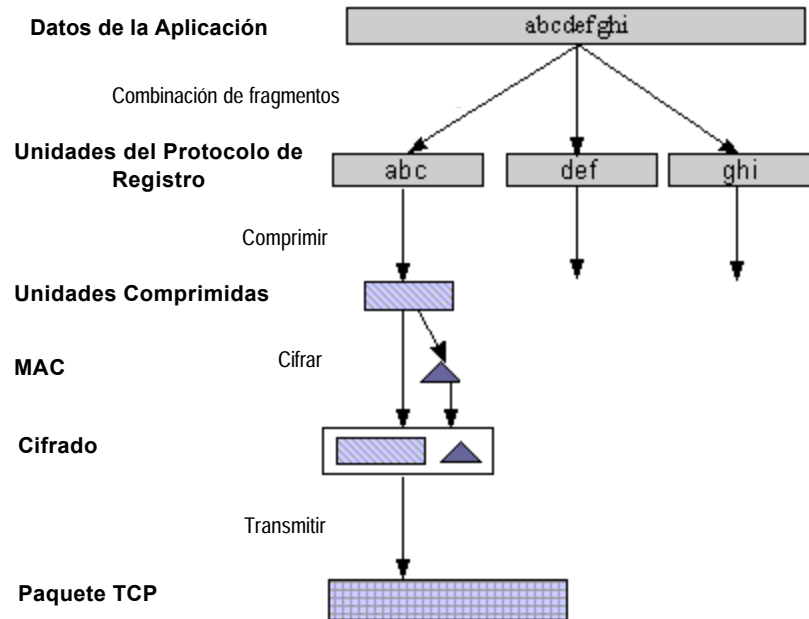 Datos de la Aplicación
abcdefghi
Combinación de fragmentos
Unidades del Protocolo de
Registro
abc
def
ghi
Comprimir
Unidades Comprimidas
MAC
Cifrar
Cifrado
Transmitir
Paquete TCP